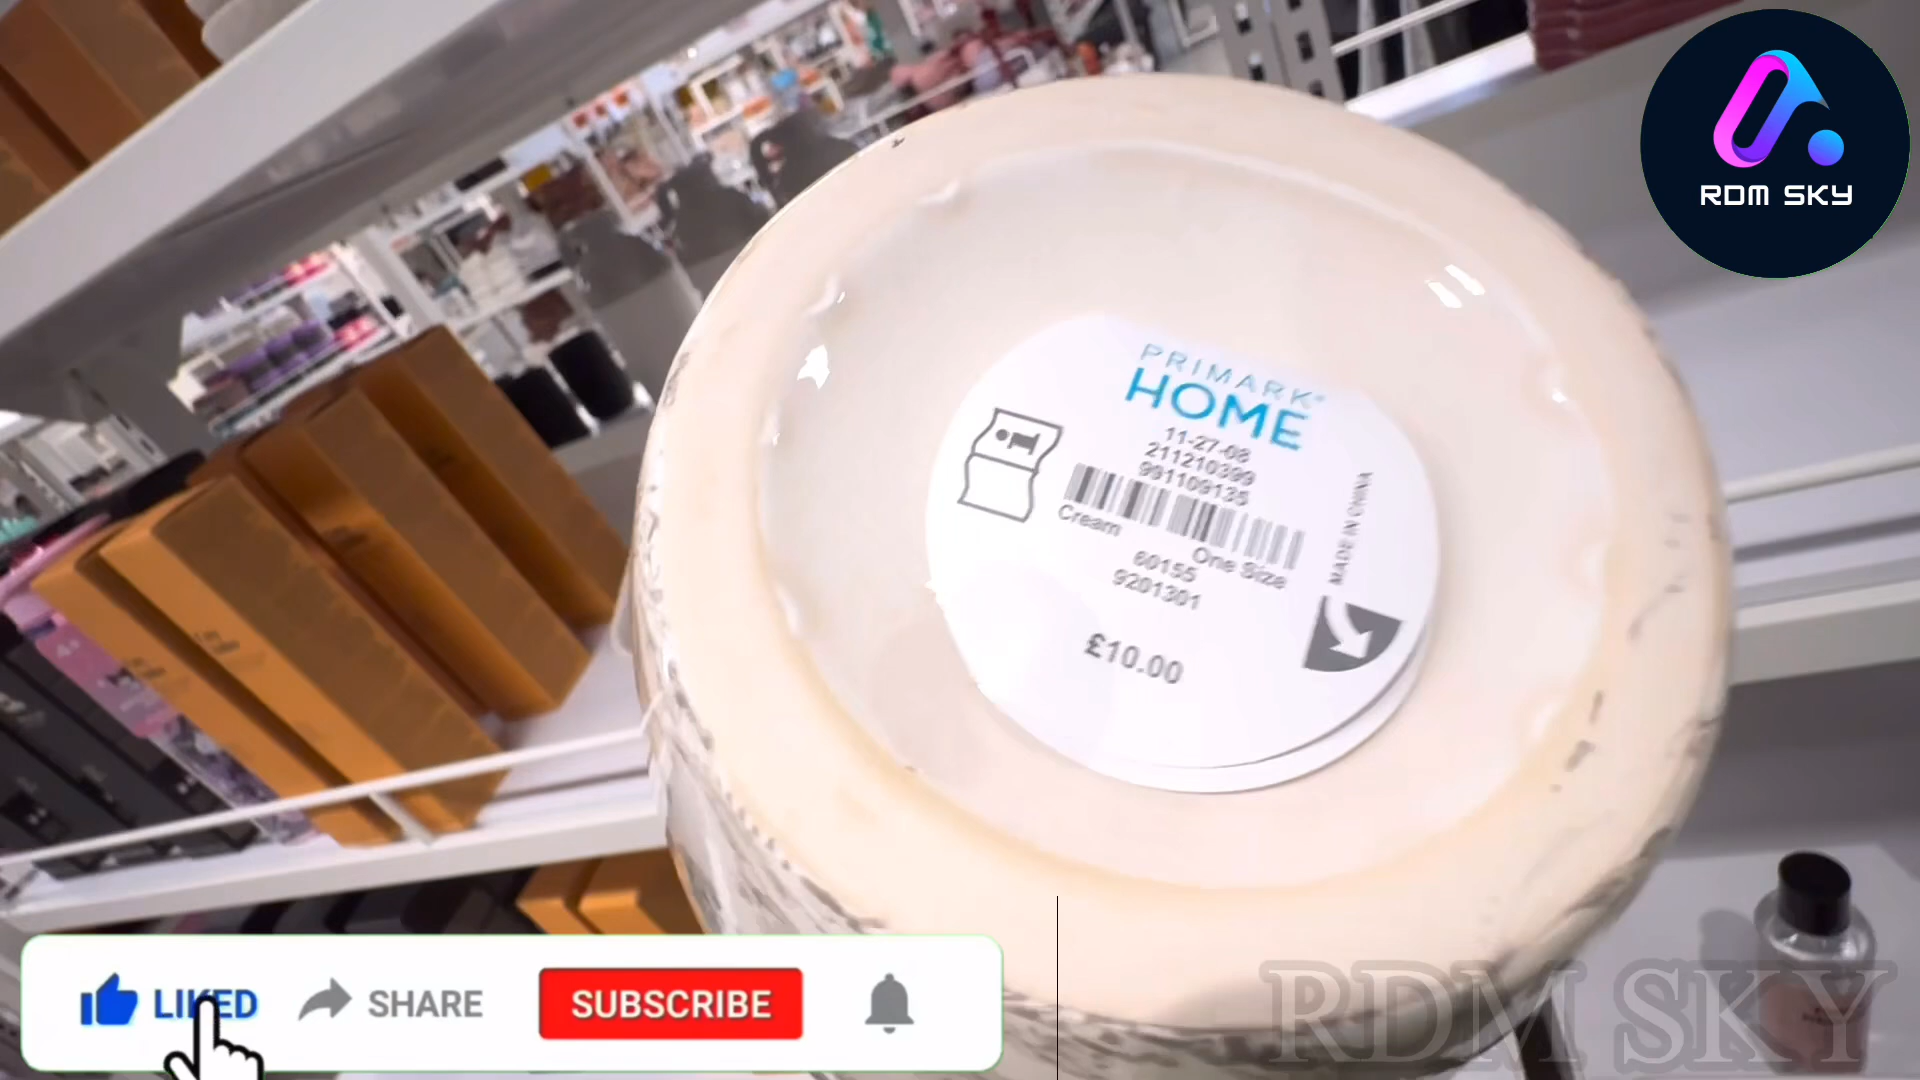 RDM SKY
PRIMARK®
HOME
11-27-08
211210399
991109135
Cream
One Size
60155
9201301
MADE IN CHINA
£10.00
LIKED
SHARE
SUBSCRIBE
RDM SKY